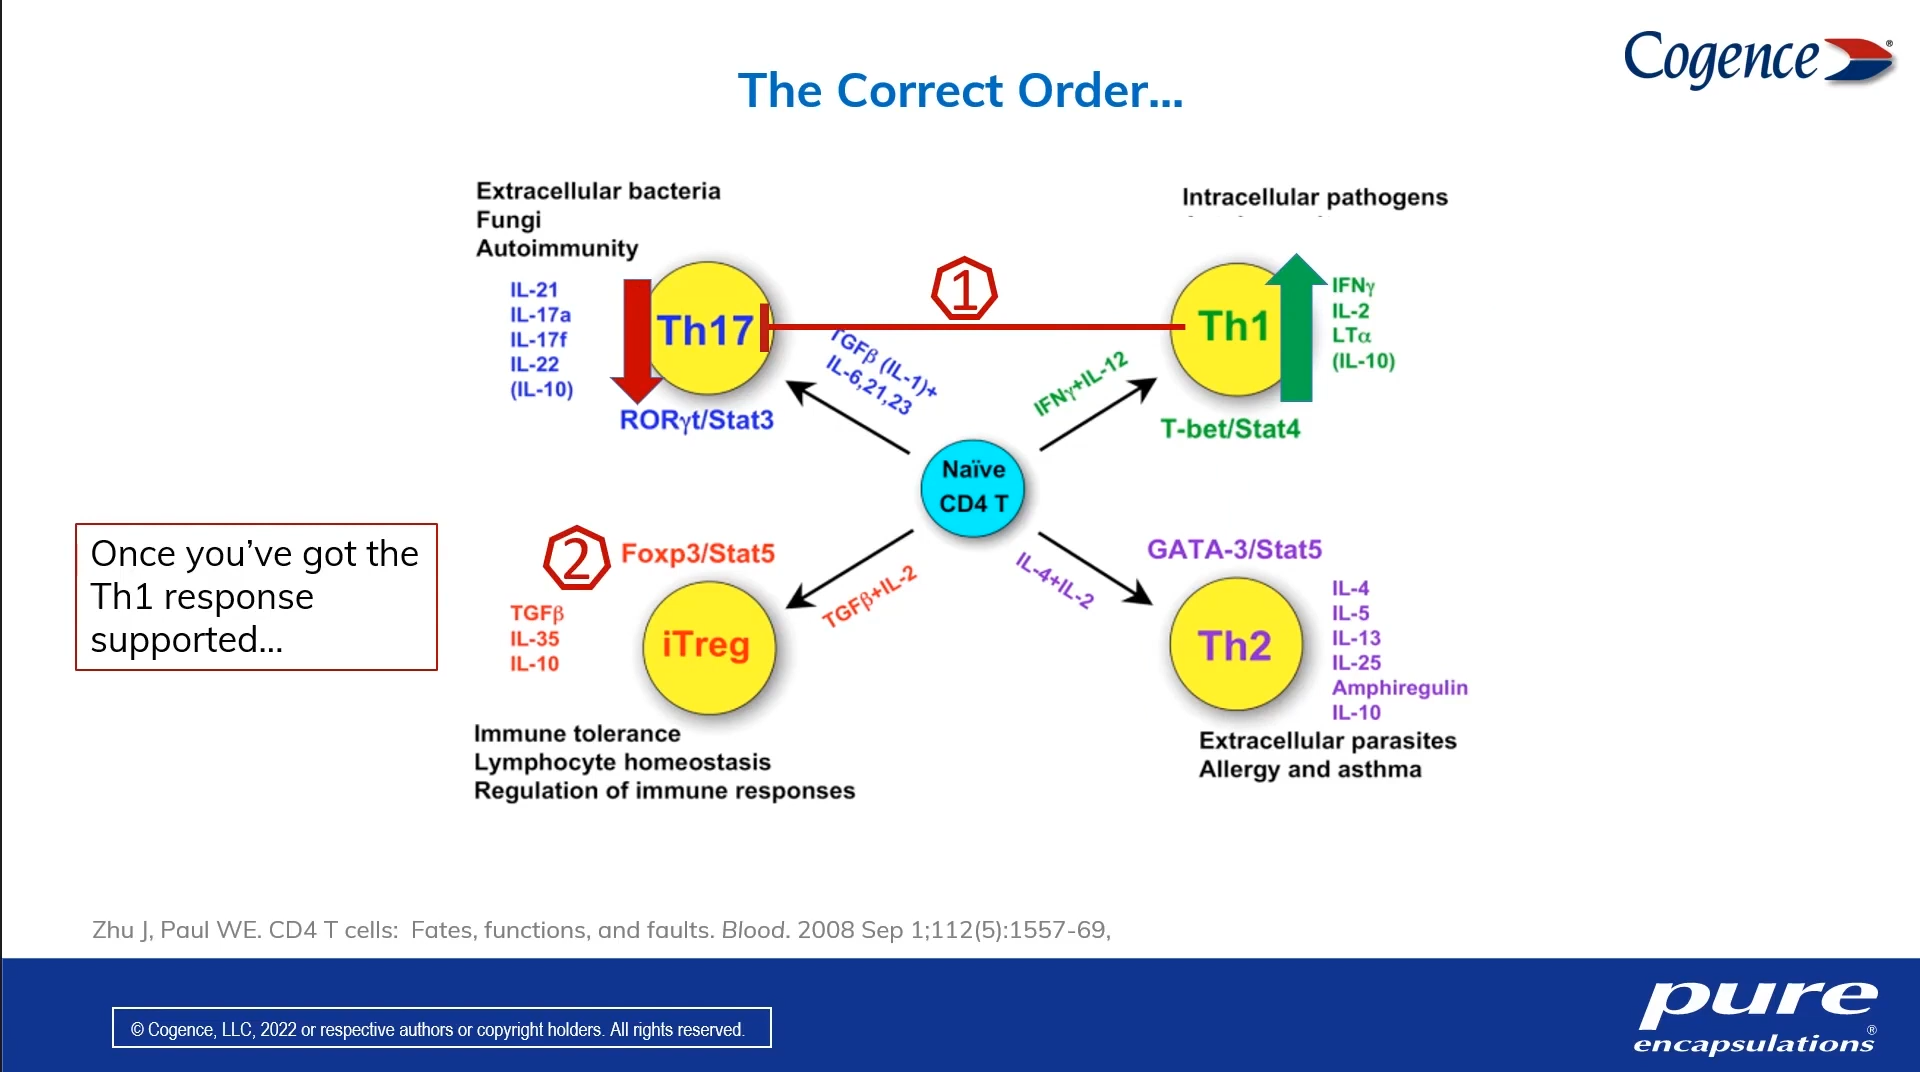 Cogence®
The Correct Order...
Extracellular bacteria
Fungi
Autoimmunity
Intracellular pathogens
1
IL-21
IL-17a
IL-17f
IL-22
(IL-10)
Th17
RORγt/Stat3
TGFβ (IL-1)+
IL-6,21,23
IFNγ+IL-12
Th1
T-bet/Stat4
IFNγ
IL-2
LTα
(IL-10)
Naïve
CD4 T
Once you've got the
Th1 response
supported...
2
Foxp3/Stat5
TGFβ
IL-35
IL-10
iTreg
TGFβ+IL-2
IL-4+IL-2
GATA-3/Stat5
Th2
IL-4
IL-5
IL-13
IL-25
Amphiregulin
IL-10
Immune tolerance
Lymphocyte homeostasis
Regulation of immune responses
Extracellular parasites
Allergy and asthma
Zhu J, Paul WE. CD4 T cells: Fates, functions, and faults. Blood. 2008 Sep 1;112(5):1557-69,
© Cogence, LLC, 2022 or respective authors or copyright holders. All rights reserved.
pure
encapsulations®